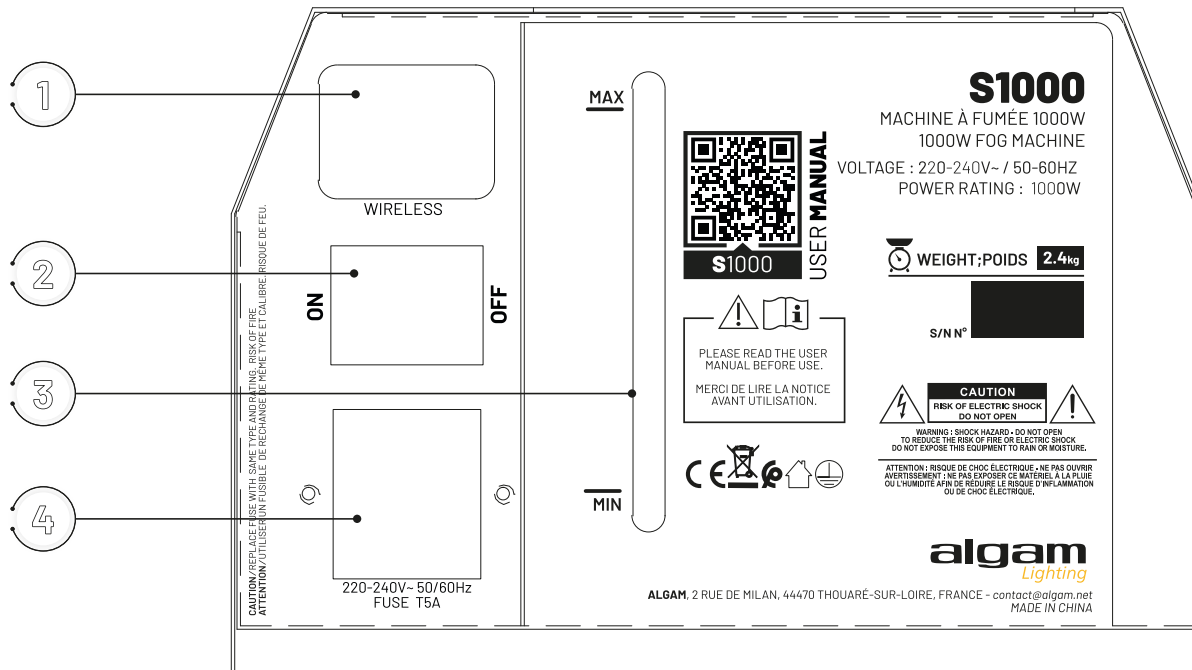 1
WIRELESS
2
ON
OFF
3
4
220-240V~ 50/60Hz
FUSE T5A
CAUTION/REPLACE FUSE WITH SAME TYPE AND RATING. RISK OF FIRE
ATTENTION/UTILISER UN FUSIBLE DE RECHANGE DE MÊME TYPE ET CALIBRE. RISQUE DE FEU.
MAX
MIN
S1000
USER MANUAL
PLEASE READ THE USER
MANUAL BEFORE USE.
MERCI DE LIRE LA NOTICE
AVANT UTILISATION.
CE
S1000
MACHINE À FUMÉE 1000W
1000W FOG MACHINE
VOLTAGE : 220-240V~ / 50-60HZ
POWER RATING : 1000W
WEIGHT;POIDS 2.4kg
S/N N°
CAUTION
RISK OF ELECTRIC SHOCK
DO NOT OPEN
WARNING : SHOCK HAZARD - DO NOT OPEN
TO REDUCE THE RISK OF FIRE OR ELECTRIC SHOCK
DO NOT EXPOSE THIS EQUIPMENT TO RAIN OR MOISTURE.
ATTENTION : RISQUE DE CHOC ÉLECTRIQUE - NE PAS OUVRIR
AVERTISSEMENT : NE PAS EXPOSER CE MATÉRIEL À LA PLUIE
OU L'HUMIDITÉ AFIN DE RÉDUIRE LE RISQUE D'INFLAMMATION
OU DE CHOC ÉLECTRIQUE.
algam
Lighting
ALGAM, 2 RUE DE MILAN, 44470 THOUARÉ-SUR-LOIRE, FRANCE - contact@algam.net
MADE IN CHINA